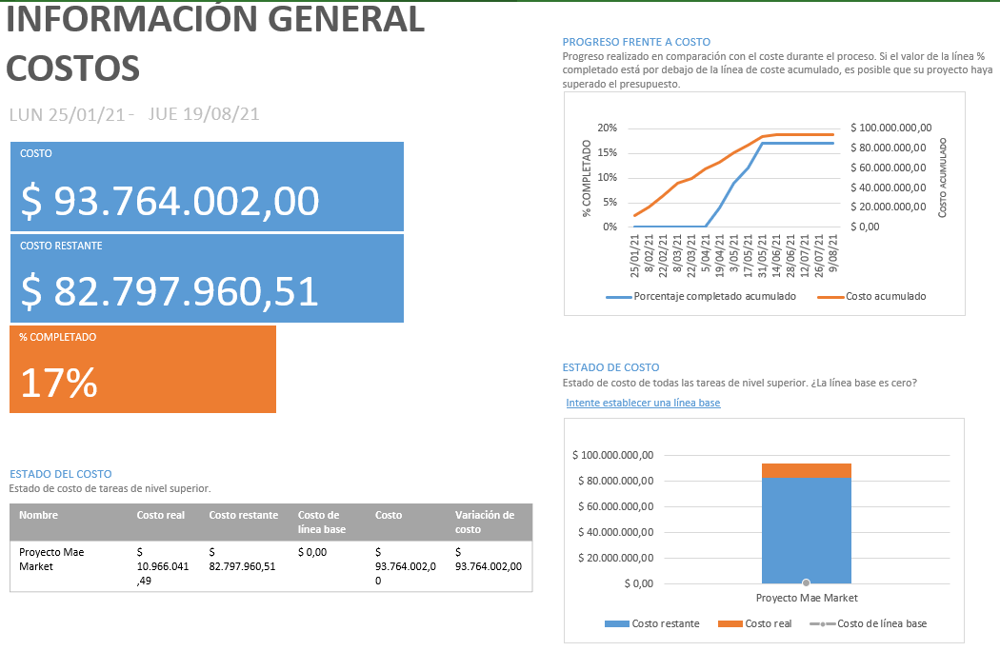 INFORMACIÓN GENERAL
COSTOS
LUN 25/01/21 - JUE 19/08/21
COSTO
$ 93.764.002,00
COSTO RESTANTE
$ 82.797.960,51
% COMPLETADO
17%
ESTADO DEL COSTO
Estado de costo de tareas de nivel superior.
Nombre Costo real Costo restante Costo de línea base Costo Variación de costo
Proyecto Mae Market $ 10.966.041,49 $ 82.797.960,51 $ 0,00 $ 93.764.002,00 $ 93.764.002,00
PROGRESO FRENTE A COSTO
Progreso realizado en comparación con el coste durante el proceso. Si el valor de la línea %
completado está por debajo de la línea de coste acumulado, es posible que su proyecto haya
superado el presupuesto.
% COMPLETADO
20%
15%
10%
5%
0%
$ 100.000.000,00
$ 80.000.000,00
$ 60.000.000,00
$ 40.000.000,00
$ 20.000.000,00
$ 0,00
COSTO ACUMULADO
25/01/21
8/02/21
22/02/21
8/03/21
22/03/21
5/04/21
19/04/21
3/05/21
17/05/21
31/05/21
14/06/21
28/06/21
12/07/21
26/07/21
9/08/21
Porcentaje completado acumulado
Costo acumulado
ESTADO DE COSTO
Estado de costo de todas las tareas de nivel superior. ¿La línea base es cero?
Intente establecer una línea base
$ 100.000.000,00
$ 80.000.000,00
$ 60.000.000,00
$ 40.000.000,00
$ 20.000.000,00
$ 0,00
Proyecto Mae Market
Costo restante
Costo real
Costo de línea base